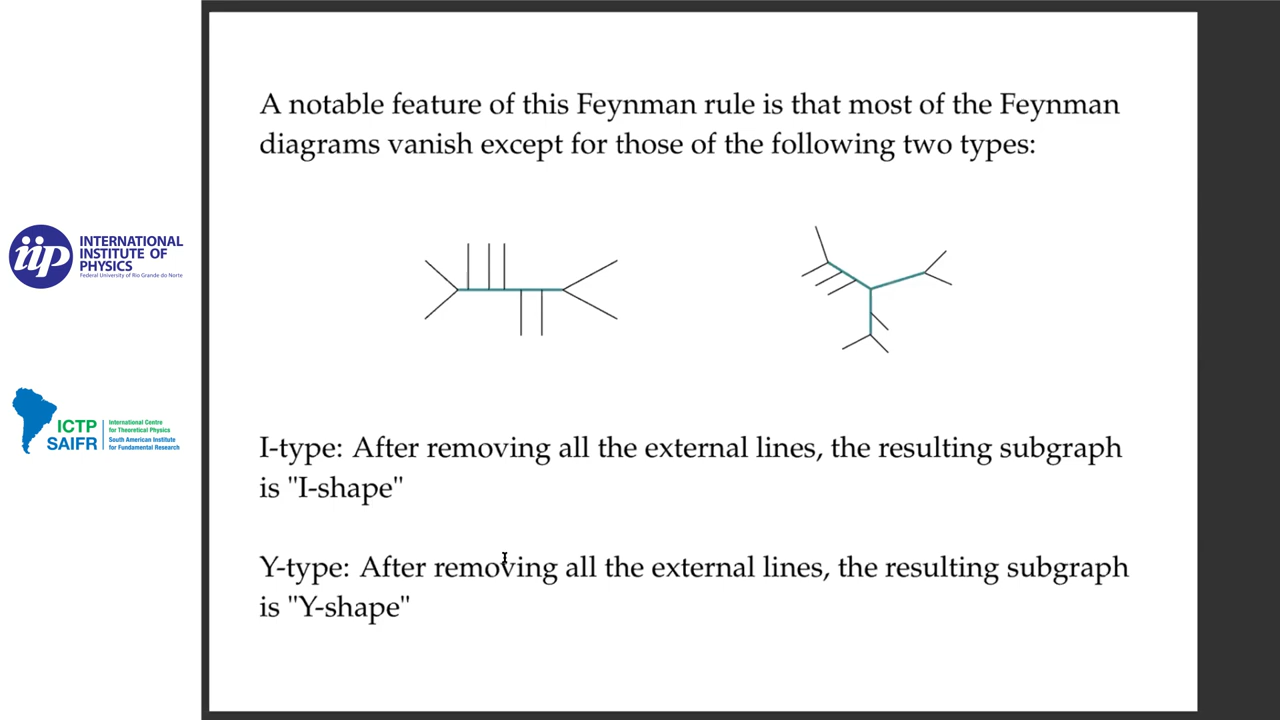 A notable feature of this Feynman rule is that most of the Feynman
diagrams vanish except for those of the following two types:
iip
INTERNATIONAL
INSTITUTE OF
PHYSICS
Federal University of Rio Grande do Norte
ICTP
SAIFR
International Centre
for Theoretical Physics
South American Institute
for Fundamental Research
I-type: After removing all the external lines, the resulting subgraph
is "I-shape"
Y-type: After removing all the external lines, the resulting subgraph
is "Y-shape"